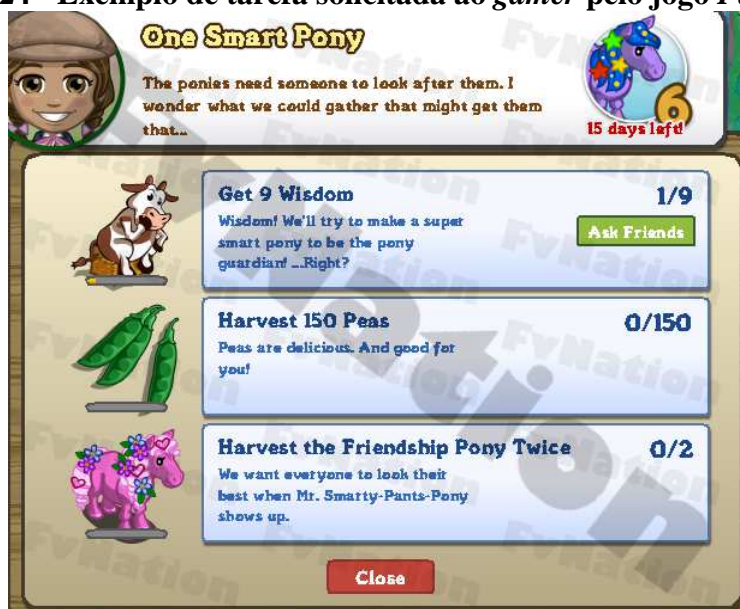 Exemplo de tarefa solicitada ao gamer pelo jogo
One Smart Pony
The ponies need someone to look after them. I
wonder what we could gather that might get them
that...
6
15 days left!
Get 9 Wisdom
1/9
Wisdom! We'll try to make a super
smart pony to be the pony
guardian! ...Right?
Ask Friends
Harvest 150 Peas
0/150
Peas are delicious. And good for
you!
Harvest the Friendship Pony Twice
0/2
We want everyone to look their
best when Mr. Smarty-Pants-Pony
shows up.
Close
FvNation